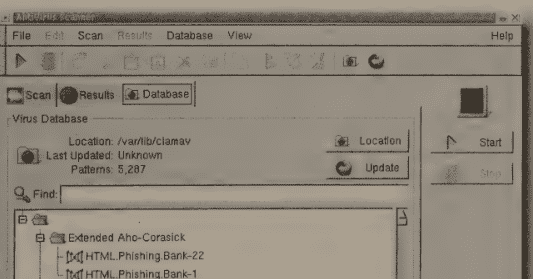 AntiVirus Scanner
File Edit Scan Results Database View Help
Scan Results Database
Virus Database
Location: /var/lib/clamav
Location
Start
Last Updated: Unknown
Patterns: 5,287
Update
Stop
Find:
Extended Aho-Corasick
HTML.Phishing.Bank-22
HTML.Phishing.Bank-1